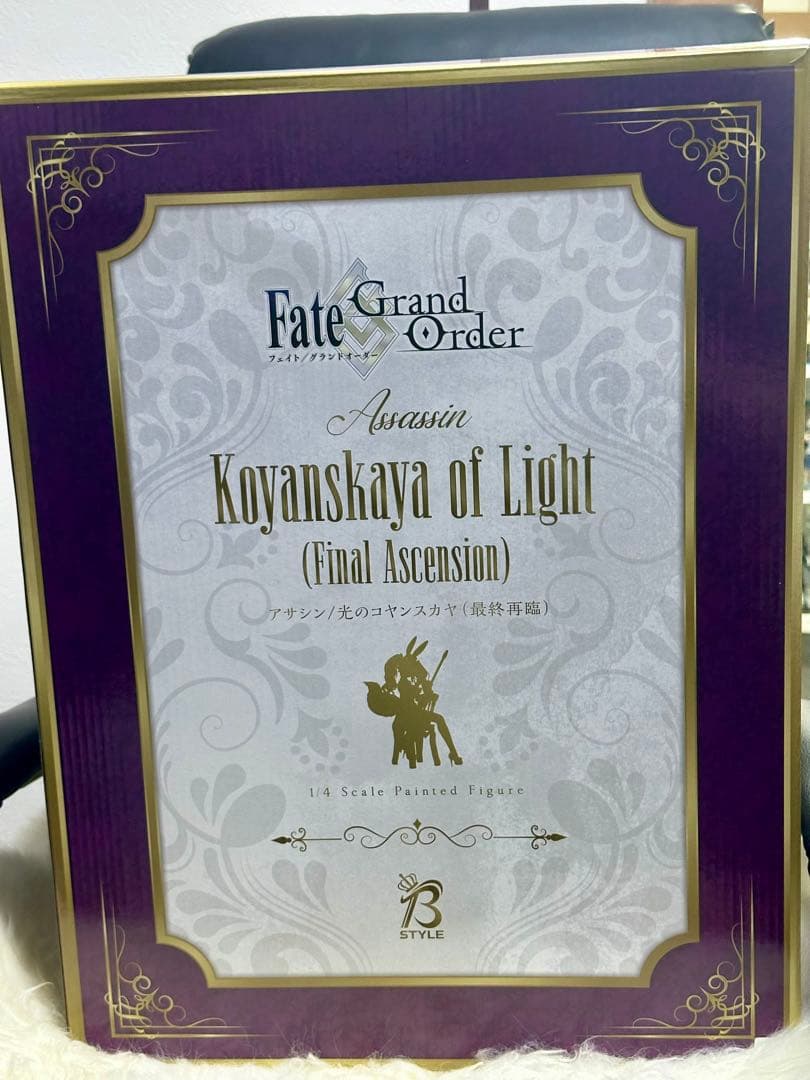 Fate Grand Order
フェイト/グランドオーダー
Assassin
Koyanskaya of Light
(Final Ascension)
アサシン/光のコヤンスカヤ(最終再臨)
1/4 Scale Painted Figure
B
STYLE